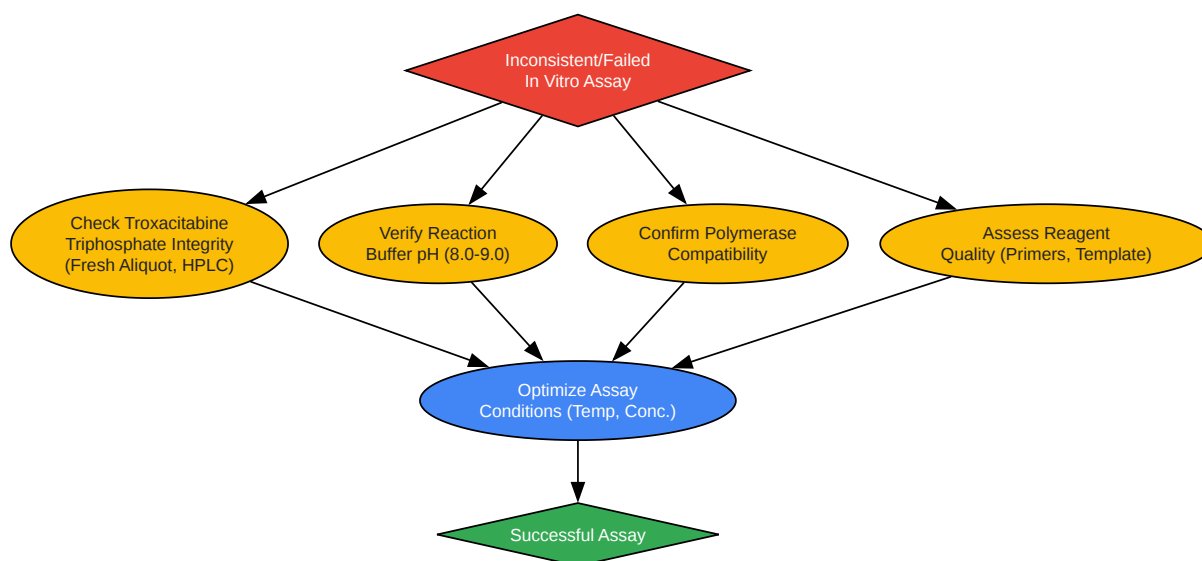 Inconsistent/Failed
In Vitro Assay
Check Troxacitabine
Triphosphate Integrity
(Fresh Aliquot, HPLC)
Verify Reaction
Buffer pH (8.0-9.0)
Confirm Polymerase
Compatibility
Assess Reagent
Quality (Primers, Template)
Optimize Assay
Conditions (Temp, Conc.)
Successful Assay